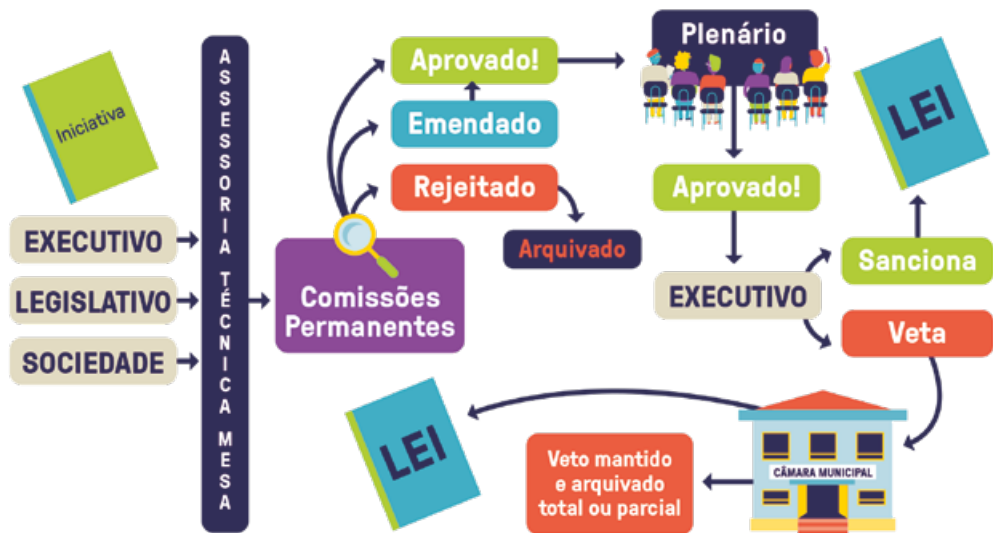 Iniciativa
EXECUTIVO
LEGISLATIVO
SOCIEDADE
ASSESSORIA TÉCNICA MESA
Comissões
Permanentes
Aprovado!
Emendado
Rejeitado
Arquivado
Plenário
Aprovado!
EXECUTIVO
Sanciona
LEI
Veta
CÂMARA MUNICIPAL
LEI
Veto mantido
e arquivado
total ou parcial